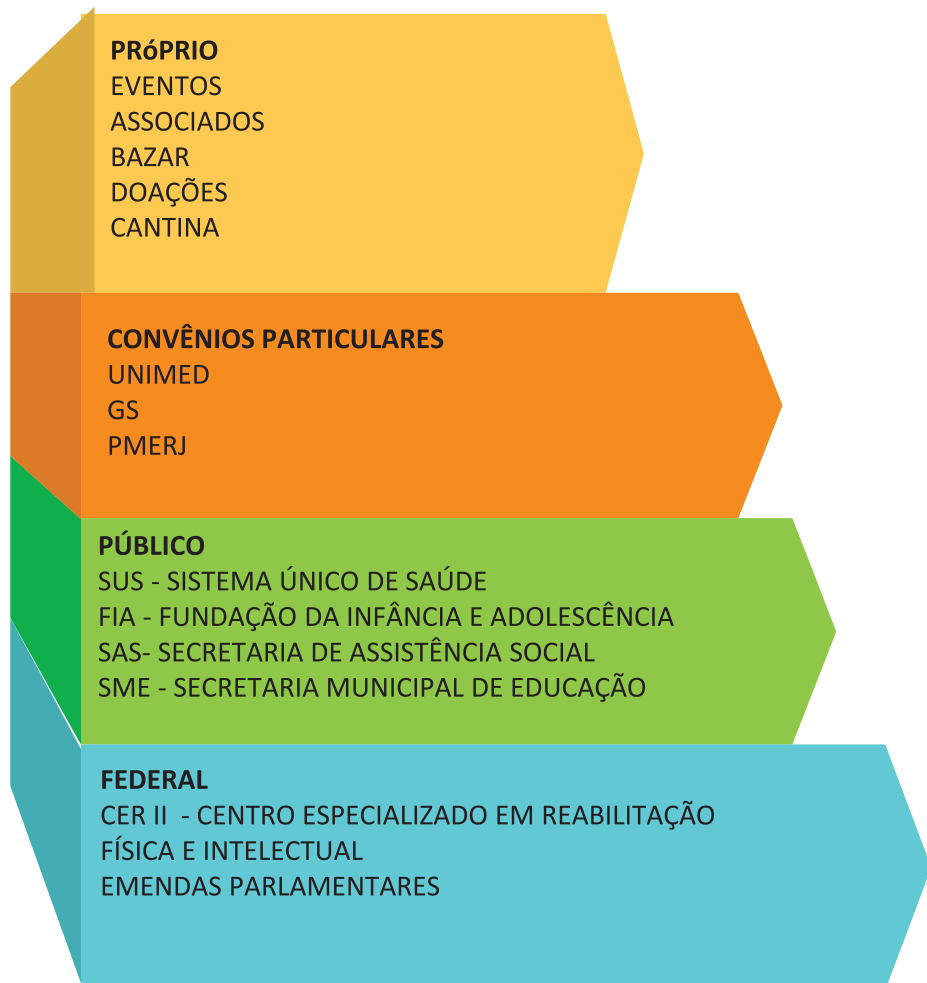 PRóPRIO
EVENTOS
ASSOCIADOS
BAZAR
DOAÇÕES
CANTINA
CONVÊNIOS PARTICULARES
UNIMED
GS
PMERJ
PÚBLICO
SUS - SISTEMA ÚNICO DE SAÚDE
FIA - FUNDAÇÃO DA INFÂNCIA E ADOLESCÊNCIA
SAS- SECRETARIA DE ASSISTÊNCIA SOCIAL
SME - SECRETARIA MUNICIPAL DE EDUCAÇÃO
FEDERAL
CER II  - CENTRO ESPECIALIZADO EM REABILITAÇÃO
FÍSICA E INTELECTUAL
EMENDAS PARLAMENTARES